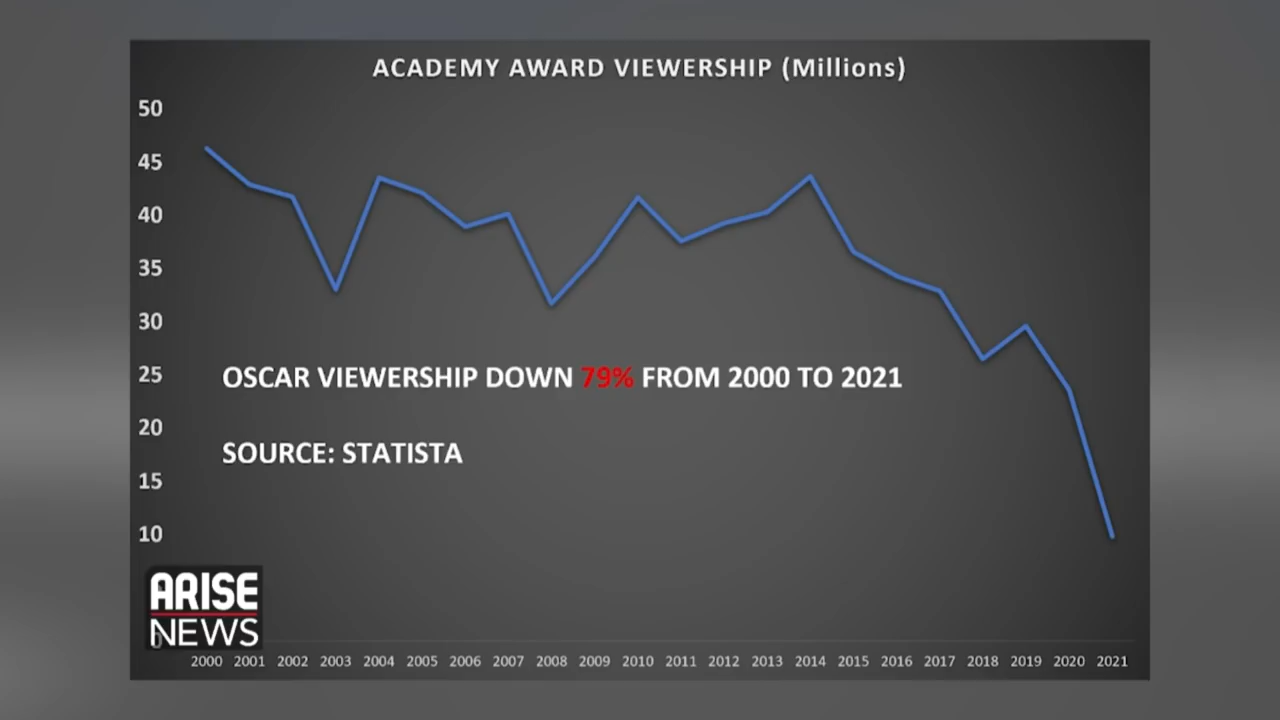 ACADEMY AWARD VIEWERSHIP (Millions)
50
45
40
35
30
25
20
15
10
0
OSCAR VIEWERSHIP DOWN 79% FROM 2000 TO 2021
SOURCE: STATISTA
ARISE
NEWS
2000 2001 2002 2003 2004 2005 2006 2007 2008 2009 2010 2011 2012 2013 2014 2015 2016 2017 2018 2019 2020 2021